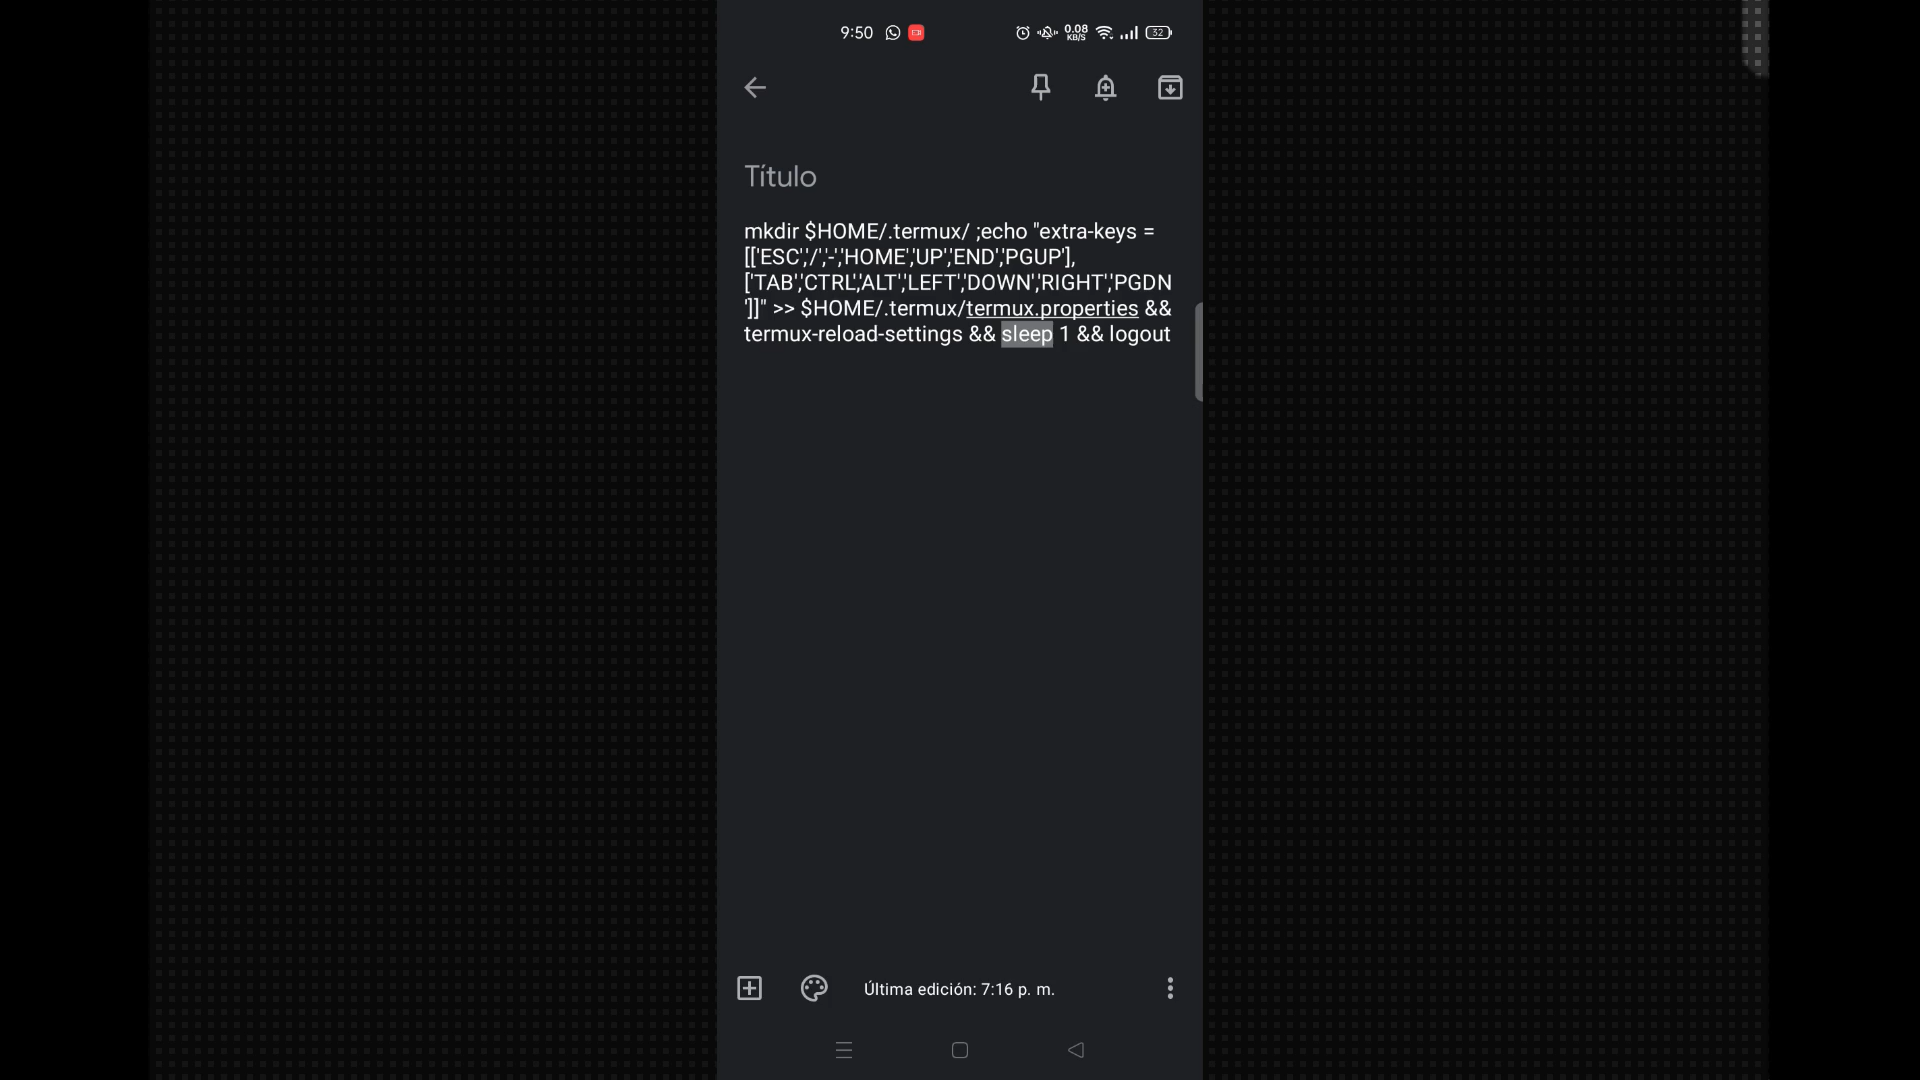 9:50 0.08 KB/S 32
Título
mkdir $HOME/.termux/ ;echo "extra-keys =
[['ESC','/','-','HOME','UP','END','PGUP'],
['TAB','CTRL','ALT','LEFT','DOWN','RIGHT','PGDN
']]" >> $HOME/.termux/termux.properties &&
termux-reload-settings && sleep 1 && logout
Última edición: 7:16 p. m.